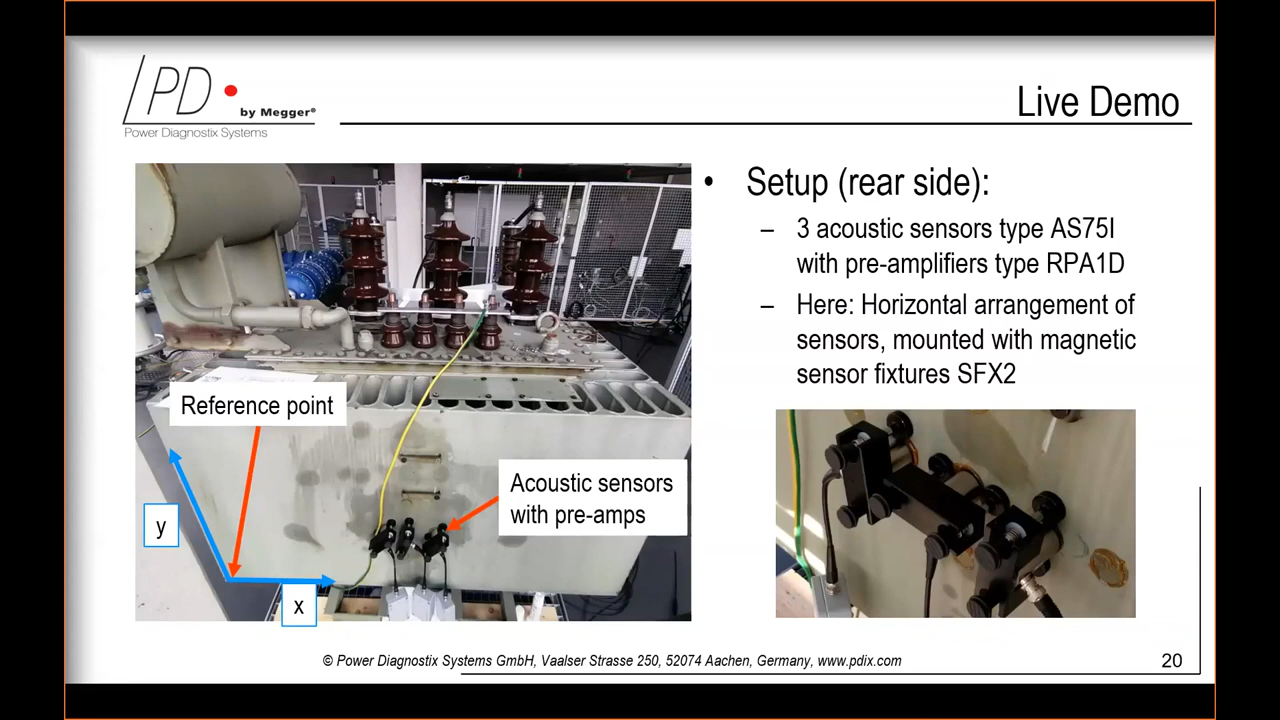 PD
by Megger®
Power Diagnostix Systems
Live Demo
• Setup (rear side):
– 3 acoustic sensors type AS75I
with pre-amplifiers type RPA1D
– Here: Horizontal arrangement of
sensors, mounted with magnetic
sensor fixtures SFX2
Reference point
Acoustic sensors
with pre-amps
y
x
© Power Diagnostix Systems GmbH, Vaalser Strasse 250, 52074 Aachen, Germany, www.pdix.com
20